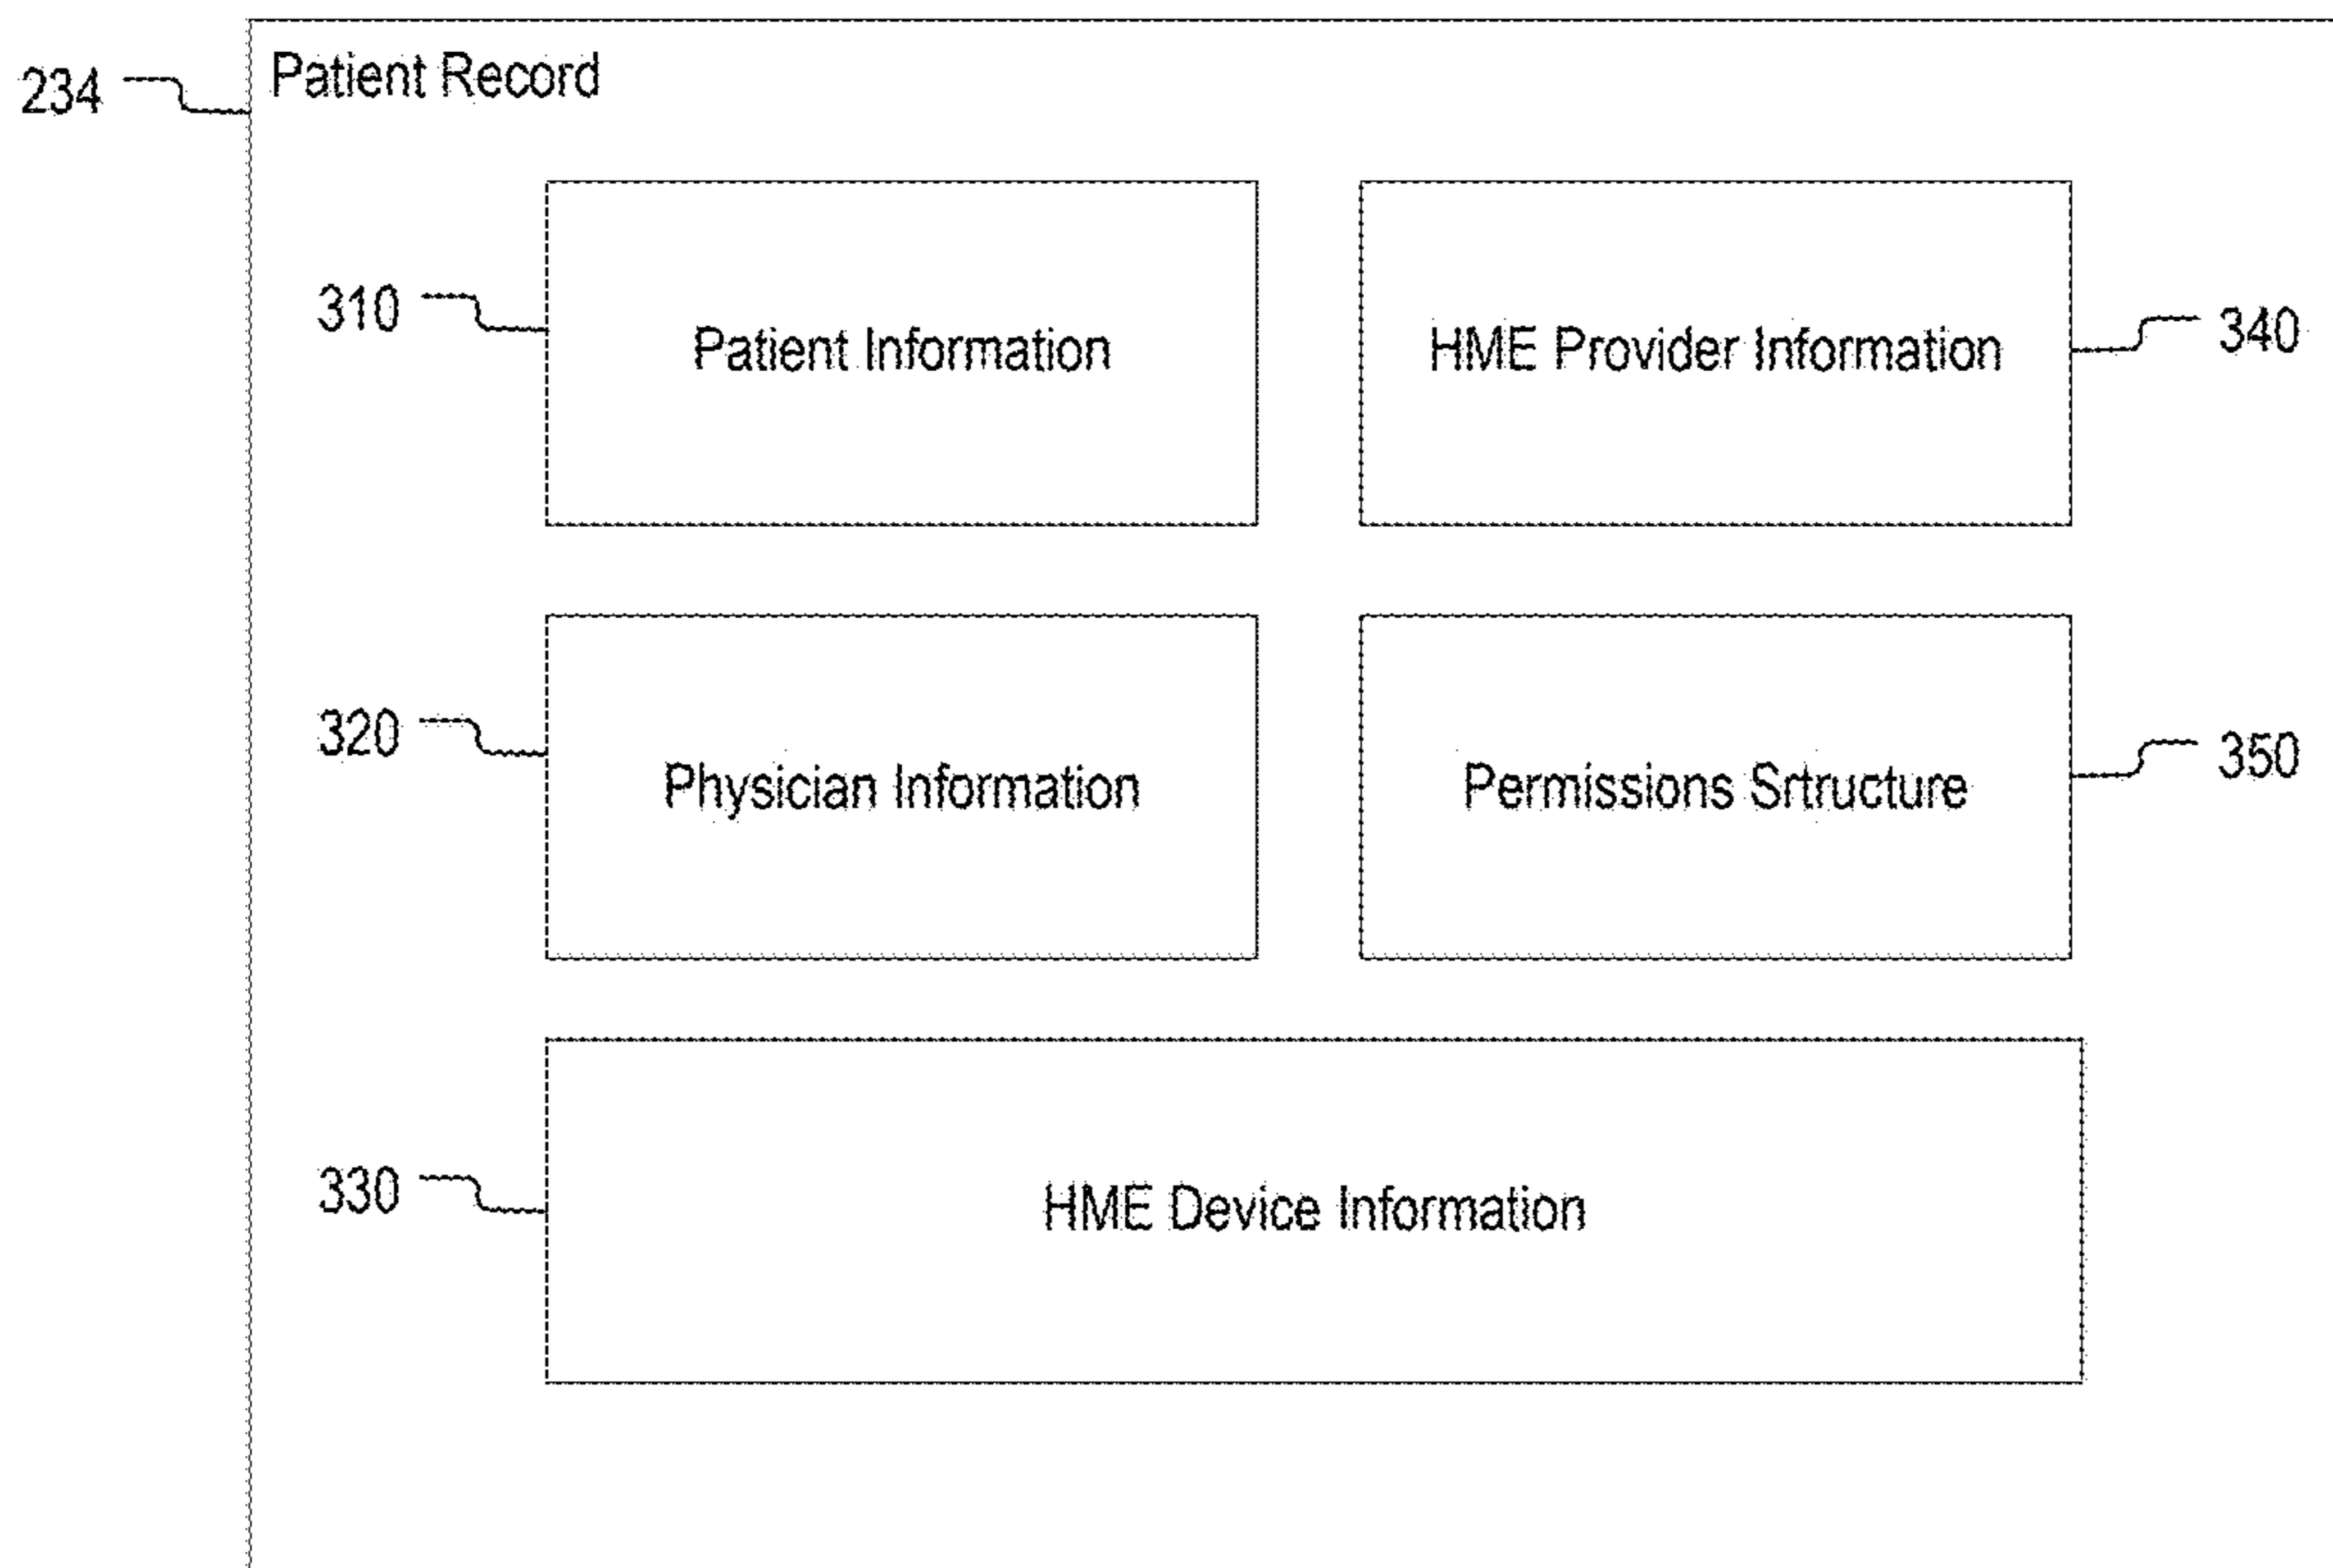 234
Patient Record
310
Patient Information
HME Provider Information
340
320
Physician Information
Permissions Srtructure
350
330
HME Device Information